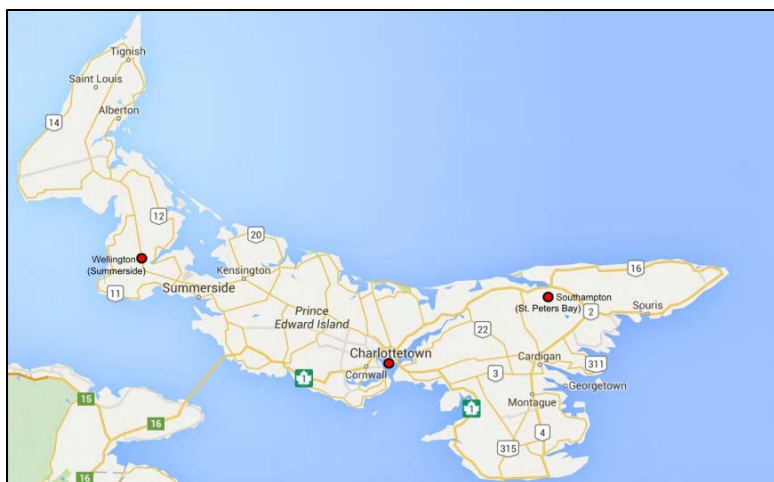 Tignish
Saint Louis
Alberton
14
12
20
16
Wellington
(Summerside)
Kensington
11
Summerside
Southampton
(St. Peters Bay)
Souris
2
Prince
Edward Island
22
Charlottetown
Cornwall
Cardigan
311
3
1
Georgetown
Montague
1
15
16
4
315
16